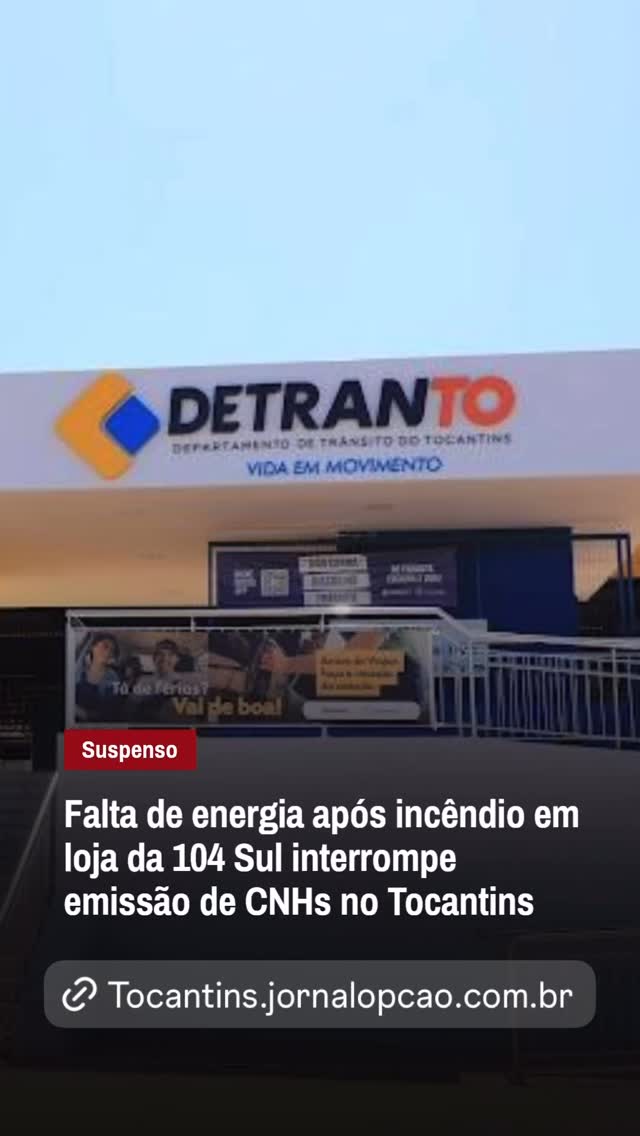 DETRANTO
DEPARTAMENTO DE TRÂNSITO DO TOCANTINS
VIDA EM MOVIMENTO
Tá de férias?
Vai de boa!
Suspenso
Falta de energia após incêndio em
loja da 104 Sul interrompe
emissão de CNHs no Tocantins
Tocantins.jornalopcao.com.br